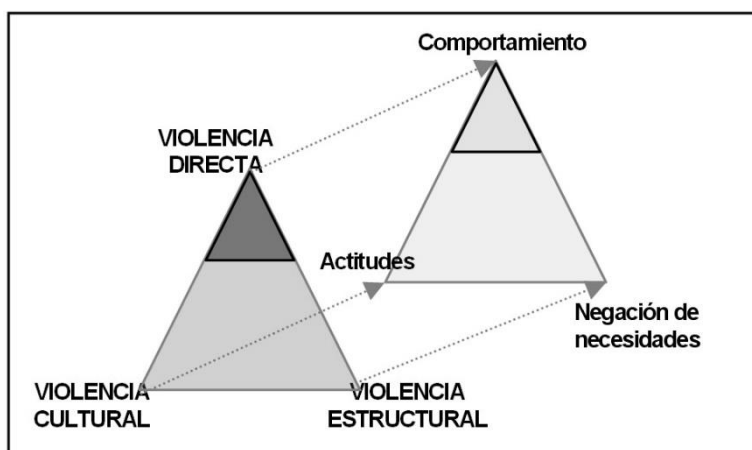 Comportamiento
VIOLENCIA
DIRECTA
Actitudes
Negación de
necesidades
VIOLENCIA
CULTURAL
VIOLENCIA
ESTRUCTURAL